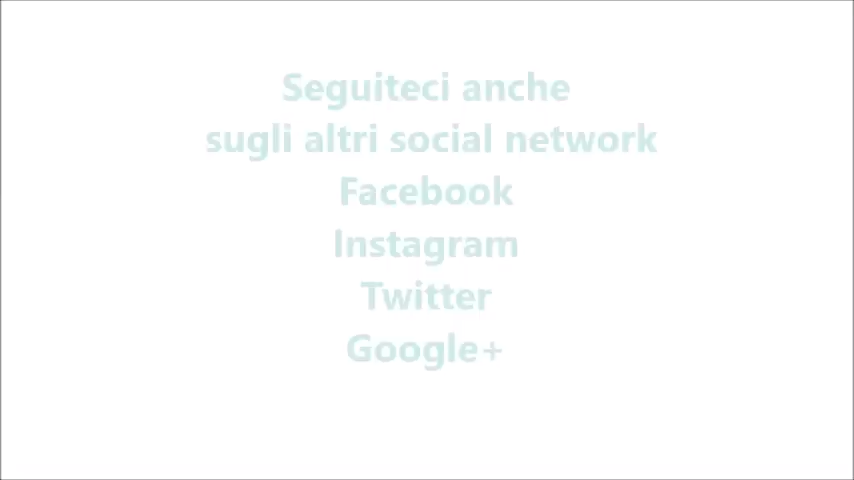 Seguiteci anche
sugli altri social network
Facebook
Instagram
Twitter
Google+